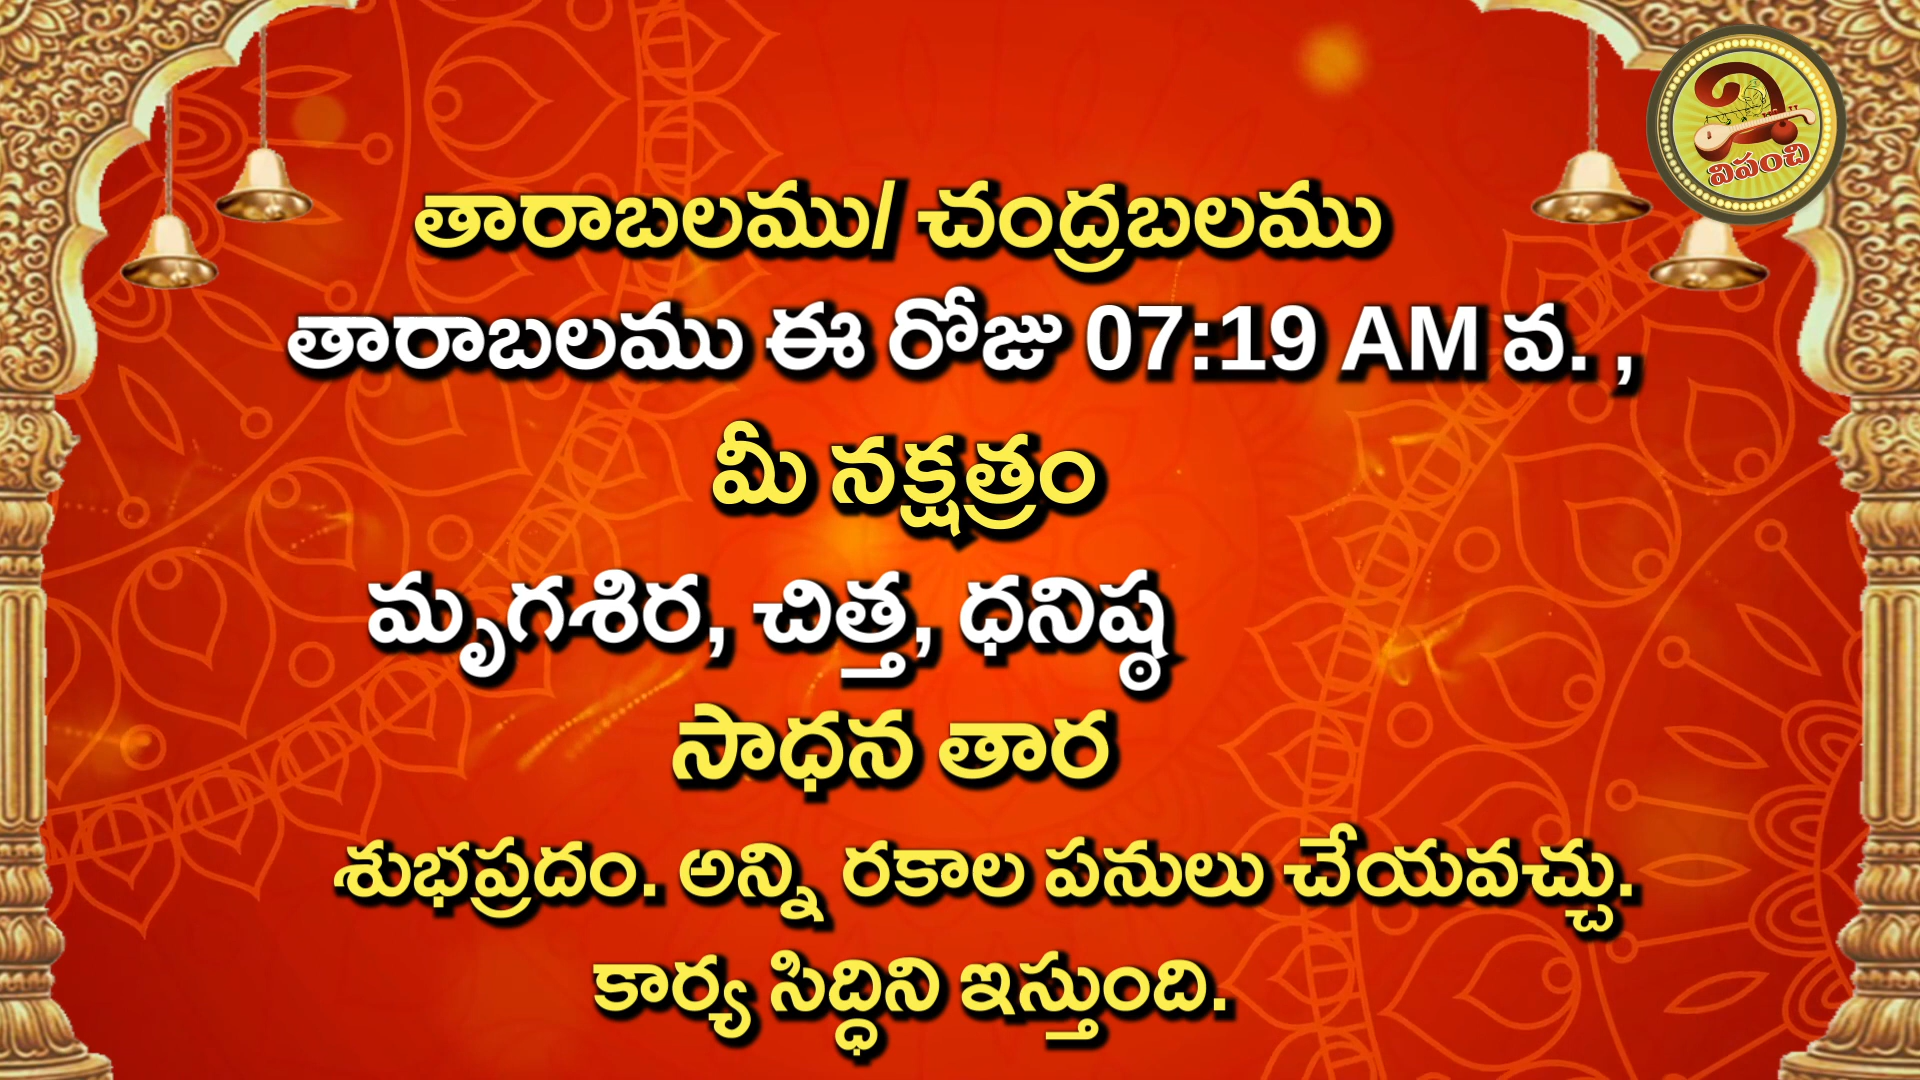 విపంచి
తారాబలము/ చంద్రబలము
తారాబలము ఈ రోజు 07:19 AM వ. ,
మీ నక్షత్రం
మృగశిర, చిత్త, ధనిష్ఠ
సాధన తార
శుభప్రదం. అన్ని రకాల పనులు చేయవచ్చు.
కార్య సిద్ధిని ఇస్తుంది.